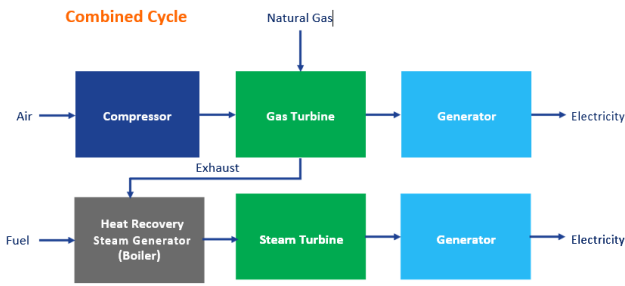 Combined Cycle
Natural Gas
Air
Compressor
Gas Turbine
Generator
Electricity
Exhaust
Fuel
Heat Recovery
Steam Generator
(Boiler)
Steam Turbine
Generator
Electricity